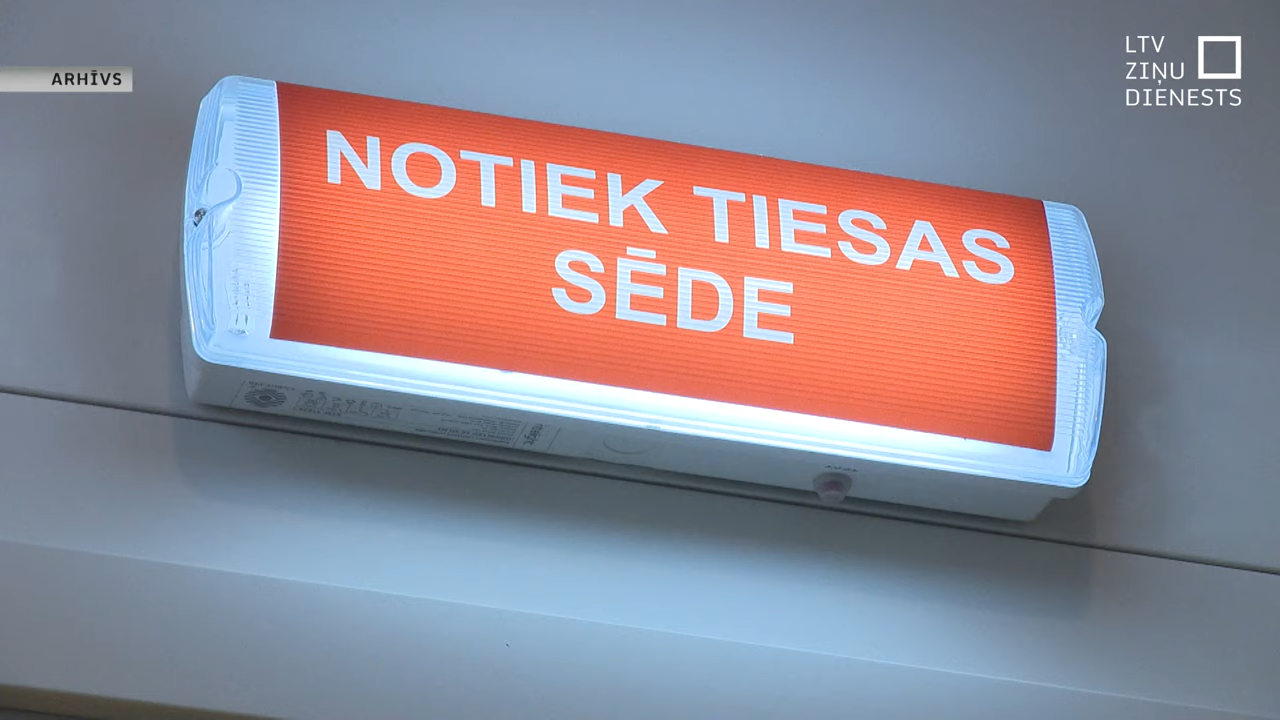 ARHĪVS
LTV
ZIŅU
DIENESTS
NOTIEK TIESAS
SĒDE